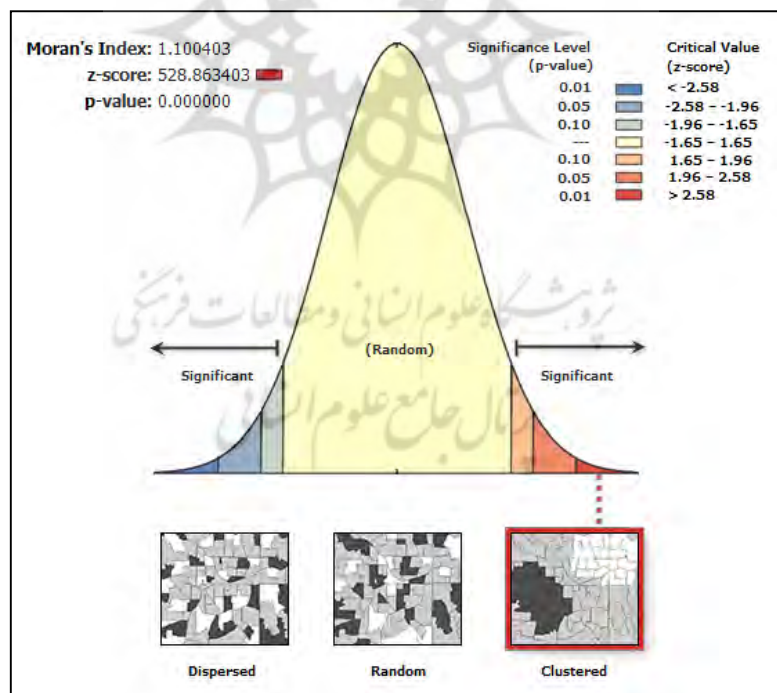 Moran's Index: 1.100403
z-score: 528.863403
p-value: 0.000000
Significance Level
(p-value)
Critical Value
(z-score)
0.01 < -2.58
0.05 -2.58 – -1.96
0.10 -1.96 – -1.65
--- -1.65 – 1.65
0.10 1.65 – 1.96
0.05 1.96 – 2.58
0.01 > 2.58
پژوهشگاه علوم انسانی و مطالعات فرهنگی
(Random)
Significant
Significant
پرتال جامع علوم انسانی
Dispersed
Random
Clustered